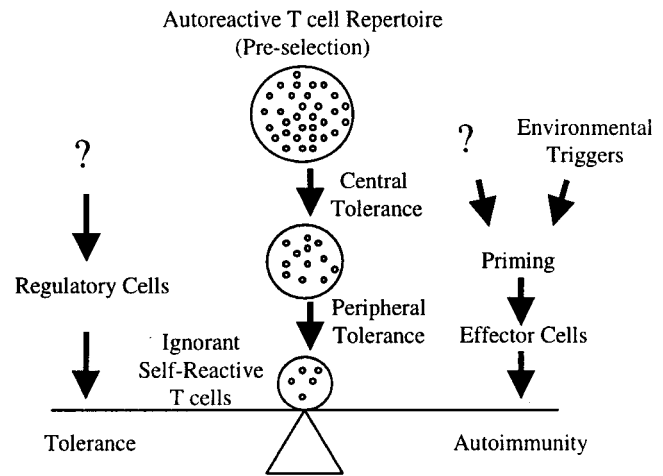 Autoreactive T cell Repertoire
(Pre-selection)
?
?
Environmental
Triggers
Central
Tolerance
Regulatory Cells
Priming
Peripheral
Tolerance
Effector Cells
Ignorant
Self-Reactive
T cells
Tolerance
Autoimmunity